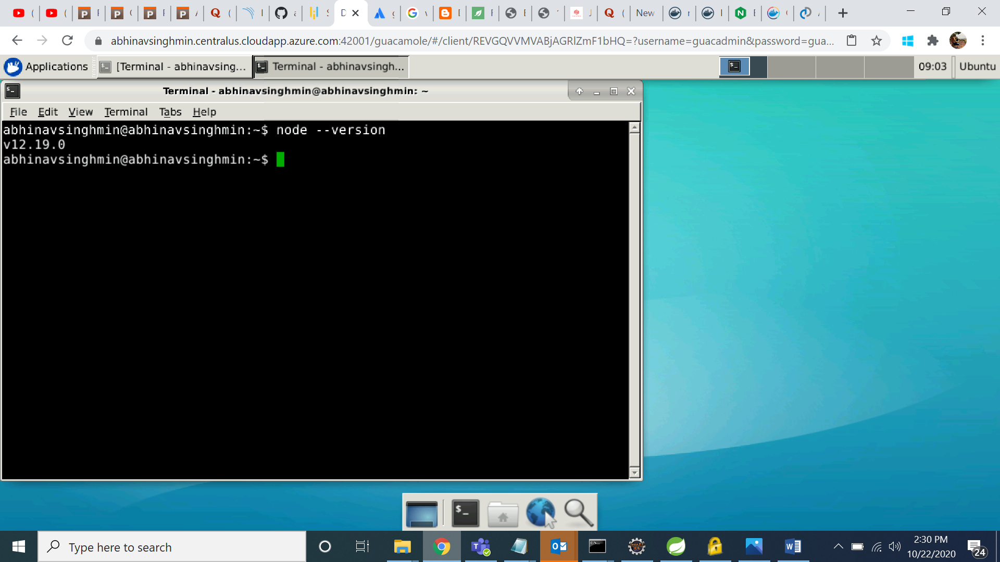 New
abhinavsinghmin.centralus.cloudapp.azure.com:42001/guacamole/#/client/REVGQVVMVABjAGRlZmF1bHQ=?username=guacadmin&password=gua...
Applications
[Terminal - abhinavsing...
Terminal - abhinavsingh...
09:03
Ubuntu
Terminal - abhinavsinghmin@abhinavsinghmin: ~
File Edit View Terminal Tabs Help
abhinavsinghmin@abhinavsinghmin:~$ node --version
v12.19.0
abhinavsinghmin@abhinavsinghmin:~$
Type here to search
2:30 PM
10/22/2020
24